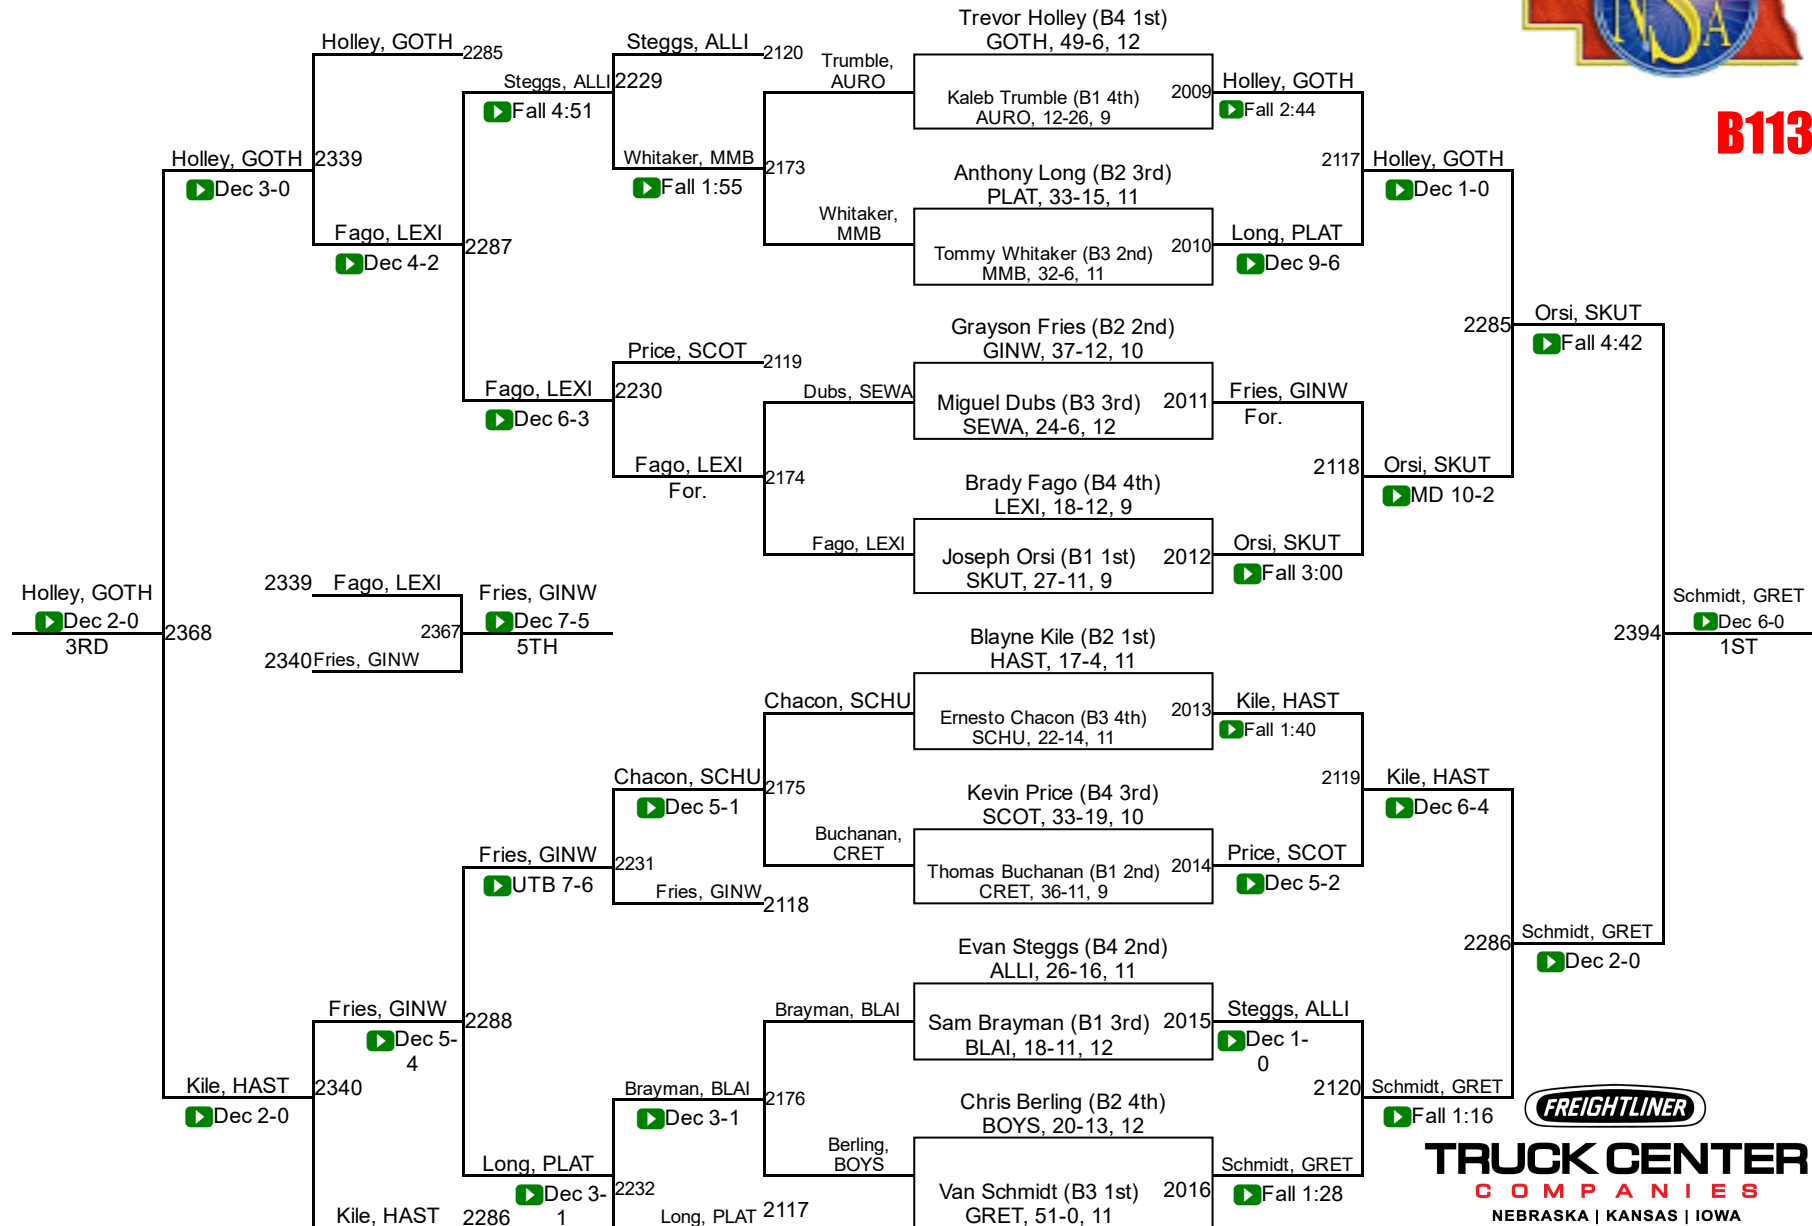 Trevor Holley (B4 1st)
GOTH, 49-6, 12
NSA
B113
Holley, GOTH
2285
Steggs, ALLI
2120
Trumble,
AURO
Kaleb Trumble (B1 4th)
AURO, 12-26, 9
2009
Holley, GOTH
Fall 2:44
Steggs, ALLI
2229
Fall 4:51
Holley, GOTH
2339
Dec 3-0
Whitaker, MMB
2173
Fall 1:55
Anthony Long (B2 3rd)
PLAT, 33-15, 11
2117
Holley, GOTH
Dec 1-0
Fago, LEXI
2287
Dec 4-2
Whitaker,
MMB
Tommy Whitaker (B3 2nd)
MMB, 32-6, 11
2010
Long, PLAT
Dec 9-6
Grayson Fries (B2 2nd)
GINW, 37-12, 10
2285
Orsi, SKUT
Fall 4:42
Price, SCOT
2119
Fago, LEXI
2230
Dec 6-3
Dubs, SEWA
Miguel Dubs (B3 3rd)
SEWA, 24-6, 12
2011
Fries, GINW
For.
Fago, LEXI
For.
2174
Brady Fago (B4 4th)
LEXI, 18-12, 9
2118
Orsi, SKUT
MD 10-2
Fago, LEXI
Joseph Orsi (B1 1st)
SKUT, 27-11, 9
2012
Orsi, SKUT
Fall 3:00
Holley, GOTH
Dec 2-0
3RD
2368
2339
Fago, LEXI
2367
2340
Fries, GINW
Fries, GINW
Dec 7-5
5TH
Blayne Kile (B2 1st)
HAST, 17-4, 11
2394
Schmidt, GRET
Dec 6-0
1ST
Chacon, SCHU
Ernesto Chacon (B3 4th)
SCHU, 22-14, 11
2013
Kile, HAST
Fall 1:40
Chacon, SCHU
2175
Dec 5-1
Kevin Price (B4 3rd)
SCOT, 33-19, 10
2119
Kile, HAST
Dec 6-4
Buchanan,
CRET
Thomas Buchanan (B1 2nd)
CRET, 36-11, 9
2014
Price, SCOT
Dec 5-2
Fries, GINW
2231
UTB 7-6
Fries, GINW
2118
Evan Steggs (B4 2nd)
ALLI, 26-16, 11
2286
Schmidt, GRET
Dec 2-0
Fries, GINW
2288
Dec 5-
4
Brayman, BLAI
Sam Brayman (B1 3rd)
BLAI, 18-11, 12
2015
Steggs, ALLI
Dec 1-
0
Kile, HAST
2340
Dec 2-0
Brayman, BLAI
2176
Dec 3-1
Chris Berling (B2 4th)
BOYS, 20-13, 12
2120
Schmidt, GRET
Fall 1:16
Berling,
BOYS
Van Schmidt (B3 1st)
GRET, 51-0, 11
2016
Schmidt, GRET
Fall 1:28
Long, PLAT
2232
Dec 3-
1
Kile, HAST
2286
Long, PLAT
2117
FREIGHTLINER
TRUCK CENTER
COMPANIES
NEBRASKA | KANSAS | IOWA